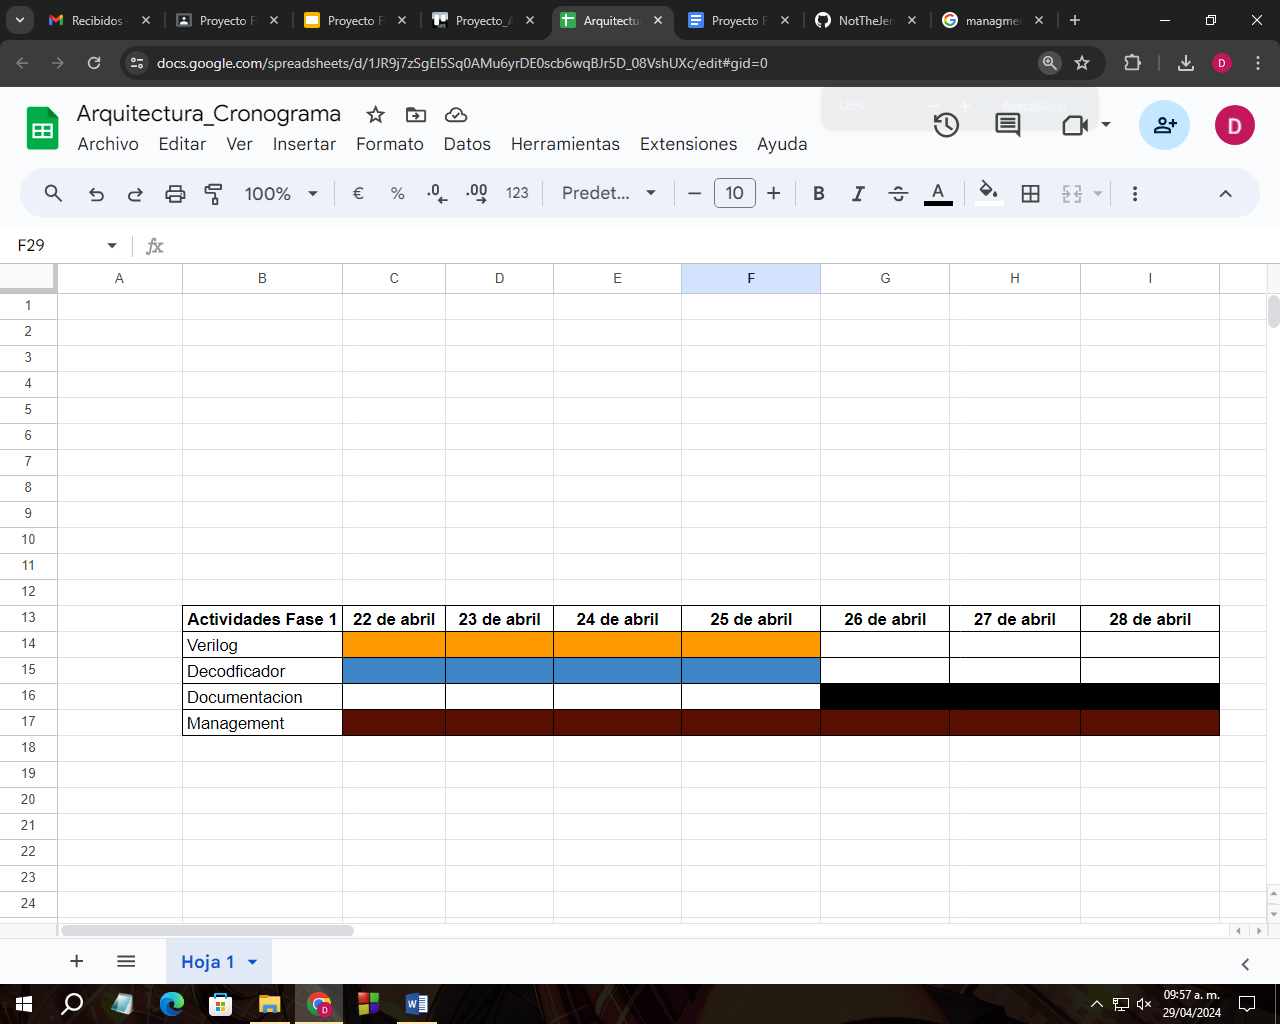 Recibidos
Proyecto F
Proyecto F
Proyecto_A
Arquitectu
Proyecto F
NotTheJer
managmen
docs.google.com/spreadsheets/d/1JR9j7zSgEI5Sq0AMu6yrDE0scb6wqBJr5D_08VshUXc/edit#gid=0
D
Arquitectura_Cronograma
125%
Restablecer
D
Archivo Editar Ver Insertar Formato Datos Herramientas Extensiones Ayuda
100% € % .0 .00 123 Predet... 10 B I S A
F29 fx
A B C D E F G H I
1
2
3
4
5
6
7
8
9
10
11
12
13 Actividades Fase 1 22 de abril 23 de abril 24 de abril 25 de abril 26 de abril 27 de abril 28 de abril
14 Verilog
15 Decodficador
16 Documentacion
17 Management
18
19
20
21
22
23
24
Hoja 1
09:57 a. m.
29/04/2024